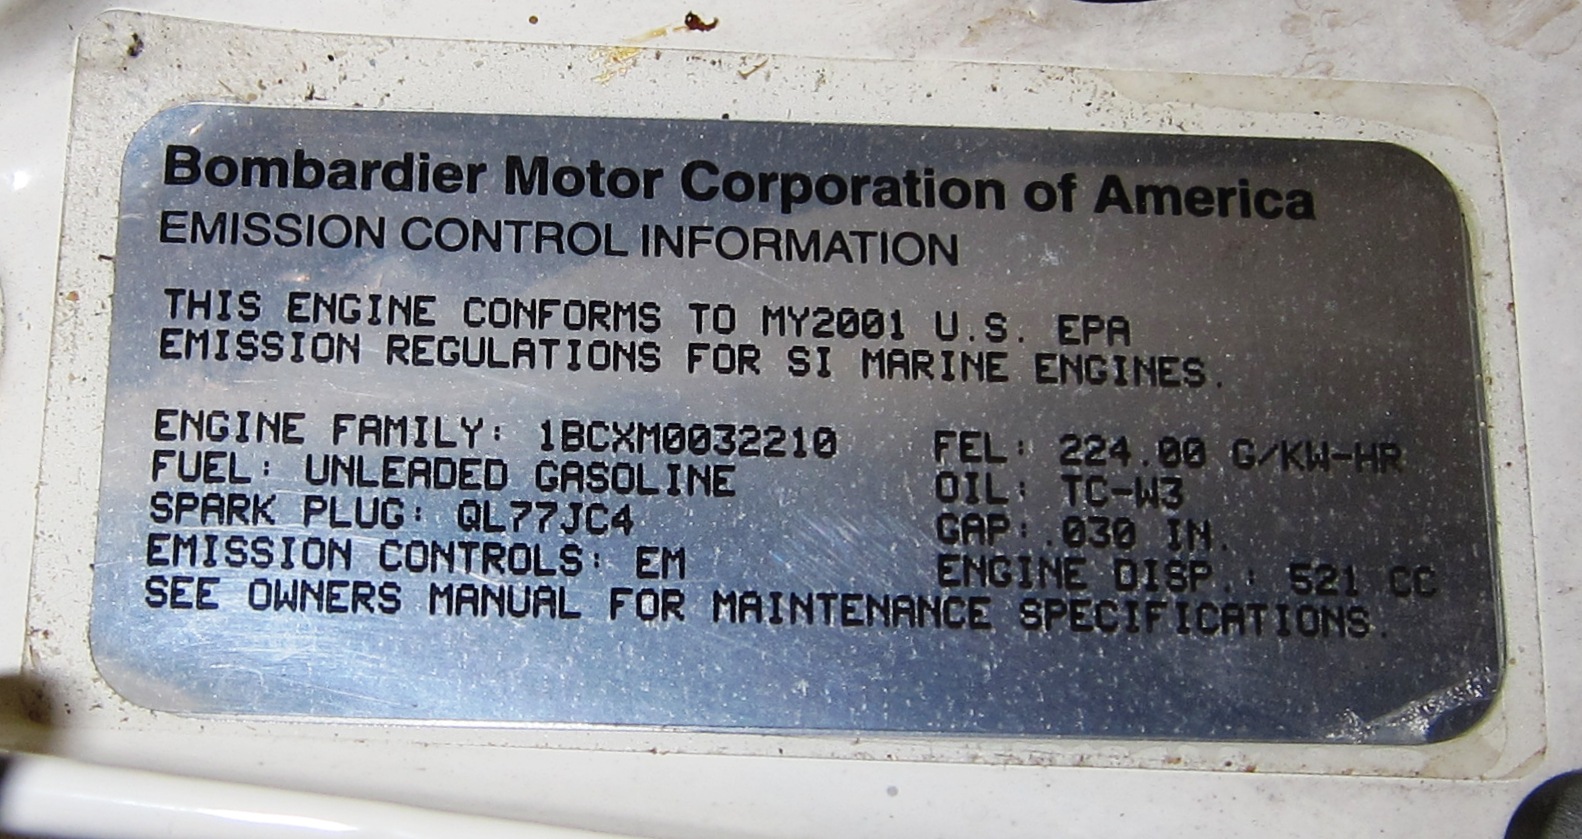 Bombardier Motor Corporation of America
EMISSION CONTROL INFORMATION
THIS ENGINE CONFORMS TO MY2001 U.S. EPA
EMISSION REGULATIONS FOR SI MARINE ENGINES.
ENGINE FAMILY: 1BCXM0032210 FEL: 224.00 G/KW-HR
FUEL: UNLEADED GASOLINE OIL: TC-W3
SPARK PLUG: QL77JC4 GAP: .030 IN.
EMISSION CONTROLS: EM ENGINE DISP.: 521 CC
SEE OWNERS MANUAL FOR MAINTENANCE SPECIFICATIONS.